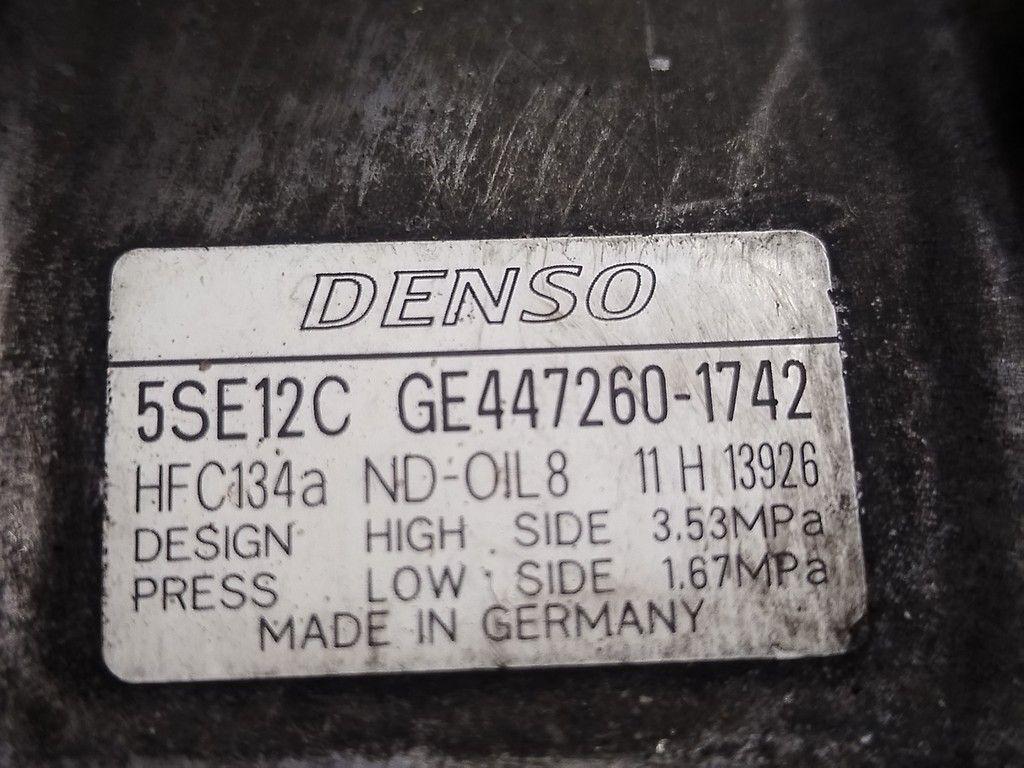 DENSO
5SE12C GE447260-1742
HFC134a ND-OIL8 11 H 13926
DESIGN HIGH SIDE 3.53MPa
PRESS LOW SIDE 1.67MPa
MADE IN GERMANY